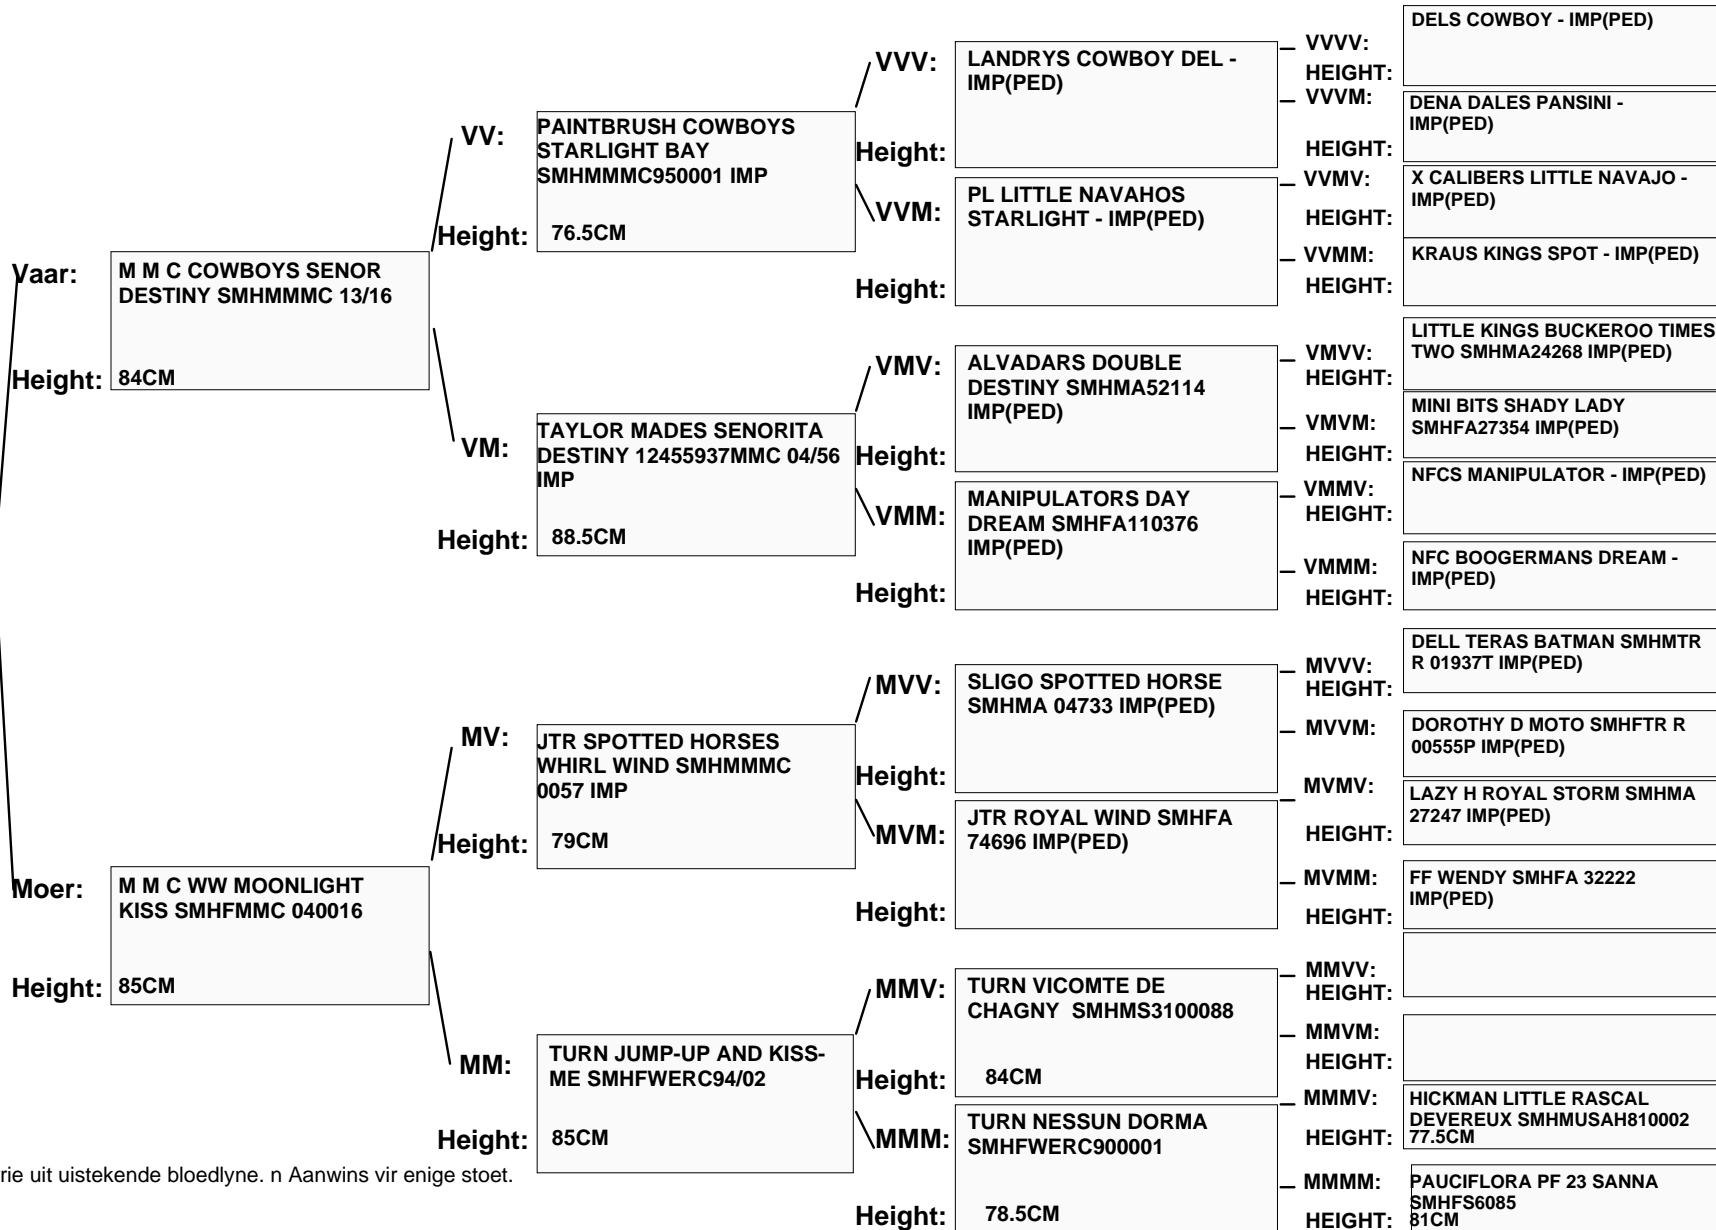 Vaar:
M M C COWBOYS SENOR
DESTINY SMHMMMC 13/16
Height:
84CM
Moer:
M M C WW MOONLIGHT
KISS SMHFMMC 040016
Height:
85CM
VV:
PAINTBRUSH COWBOYS
STARLIGHT BAY
SMHMMMC950001 IMP
Height:
76.5CM
VM:
TAYLOR MADES SENORITA
DESTINY 12455937MMC 04/56
IMP
Height:
88.5CM
MV:
JTR SPOTTED HORSES
WHIRL WIND SMHMMMC
0057 IMP
Height:
79CM
MM:
TURN JUMP-UP AND KISS-
ME SMHFWERC94/02
Height:
85CM
VVV:
LANDRYS COWBOY DEL -
IMP(PED)
Height:
VVM:
PL LITTLE NAVAHOS
STARLIGHT - IMP(PED)
Height:
VMV:
ALVADARS DOUBLE
DESTINY SMHMA52114
IMP(PED)
Height:
VMM:
MANIPULATORS DAY
DREAM SMHFA110376
IMP(PED)
Height:
MVV:
SLIGO SPOTTED HORSE
SMHMA 04733 IMP(PED)
Height:
MVM:
JTR ROYAL WIND SMHFA
74696 IMP(PED)
Height:
MMV:
TURN VICOMTE DE
CHAGNY  SMHMS3100088
Height:
84CM
MMM:
TURN NESSUN DORMA
SMHFWERC900001
Height:
78.5CM
VVVV:
DELS COWBOY - IMP(PED)
HEIGHT:
VVVM:
DENA DALES PANSINI -
IMP(PED)
HEIGHT:
VVMV:
X CALIBERS LITTLE NAVAJO -
IMP(PED)
HEIGHT:
VVMM:
KRAUS KINGS SPOT - IMP(PED)
HEIGHT:
VMVV:
LITTLE KINGS BUCKEROO TIMES
TWO SMHMA24268 IMP(PED)
HEIGHT:
VMVM:
MINI BITS SHADY LADY
SMHFA27354 IMP(PED)
HEIGHT:
VMMV:
NFCS MANIPULATOR - IMP(PED)
HEIGHT:
VMMM:
NFC BOOGERMANS DREAM -
IMP(PED)
HEIGHT:
MVVV:
DELL TERAS BATMAN SMHMTR
R 01937T IMP(PED)
HEIGHT:
MVVM:
DOROTHY D MOTO SMHFTR R
00555P IMP(PED)
MVMV:
LAZY H ROYAL STORM SMHMA
27247 IMP(PED)
HEIGHT:
MVMM:
FF WENDY SMHFA 32222
IMP(PED)
HEIGHT:
MMVV:
HEIGHT:
MMVM:
HEIGHT:
MMMV:
HICKMAN LITTLE RASCAL
DEVEREUX SMHMUSAH810002
HEIGHT:
77.5CM
MMMM:
PAUCIFLORA PF 23 SANNA
SMHFS6085
HEIGHT:
81CM
rie uit uistekende bloedlyne. n Aanwins vir enige stoet.